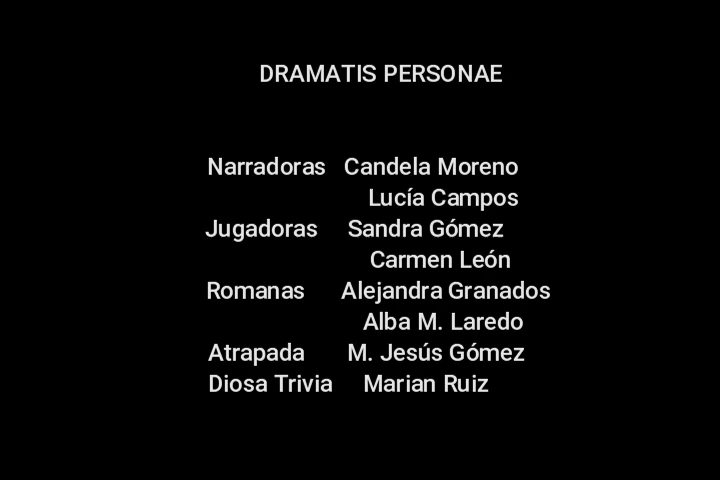 DRAMATIS PERSONAE
Narradoras Candela Moreno
Lucía Campos
Jugadoras Sandra Gómez
Carmen León
Romanas Alejandra Granados
Alba M. Laredo
Atrapada M. Jesús Gómez
Diosa Trivia Marian Ruiz